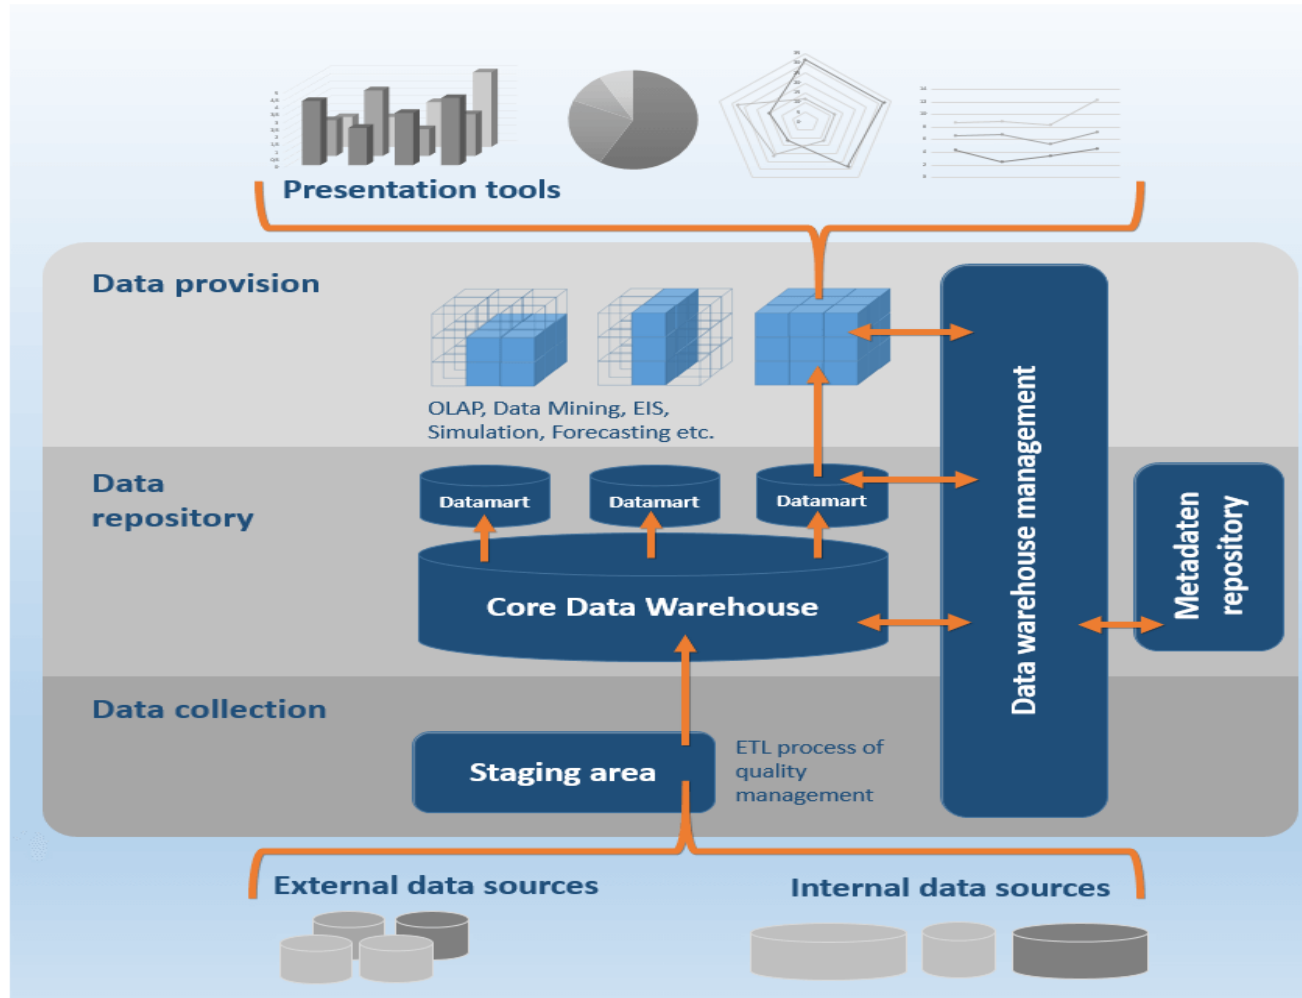 Presentation tools
Data provision
OLAP, Data Mining, EIS,
Simulation, Forecasting etc.
Data
repository
Datamart
Datamart
Datamart
Core Data Warehouse
Data warehouse management
Metadaten
repository
Data collection
Staging area
ETL process of
quality
management
External data sources
Internal data sources